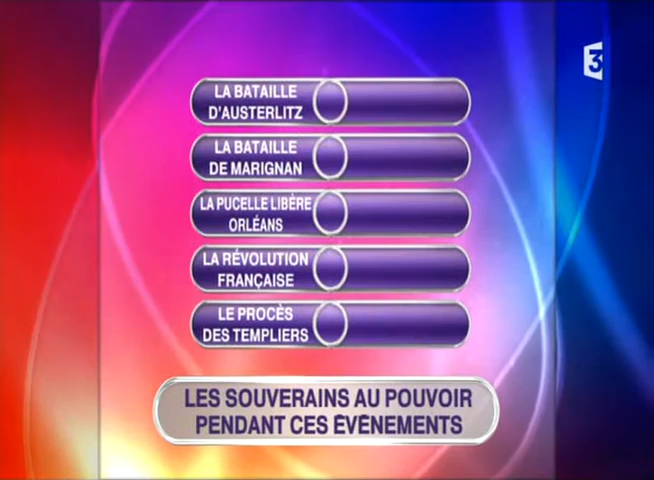 3
LA BATAILLE
D'AUSTERLITZ
LA BATAILLE
DE MARIGNAN
LA PUCELLE LIBÈRE
ORLÉANS
LA RÉVOLUTION
FRANÇAISE
LE PROCÈS
DES TEMPLIERS
LES SOUVERAINS AU POUVOIR
PENDANT CES ÉVÉNEMENTS